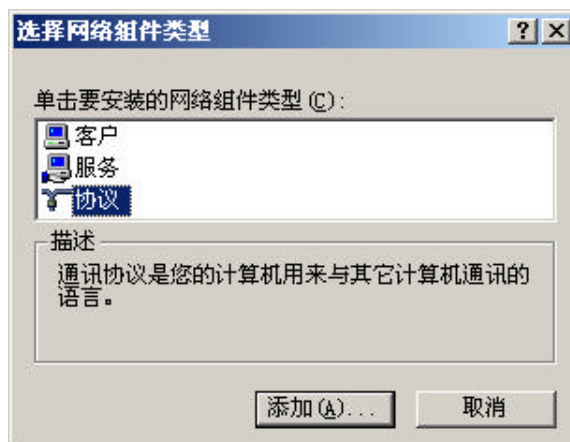 选择网络组件类型
单击要安装的网络组件类型(C):
客户
服务
协议
描述
通讯协议是您的计算机用来与其它计算机通讯的
语言。
添加(A)... 取消